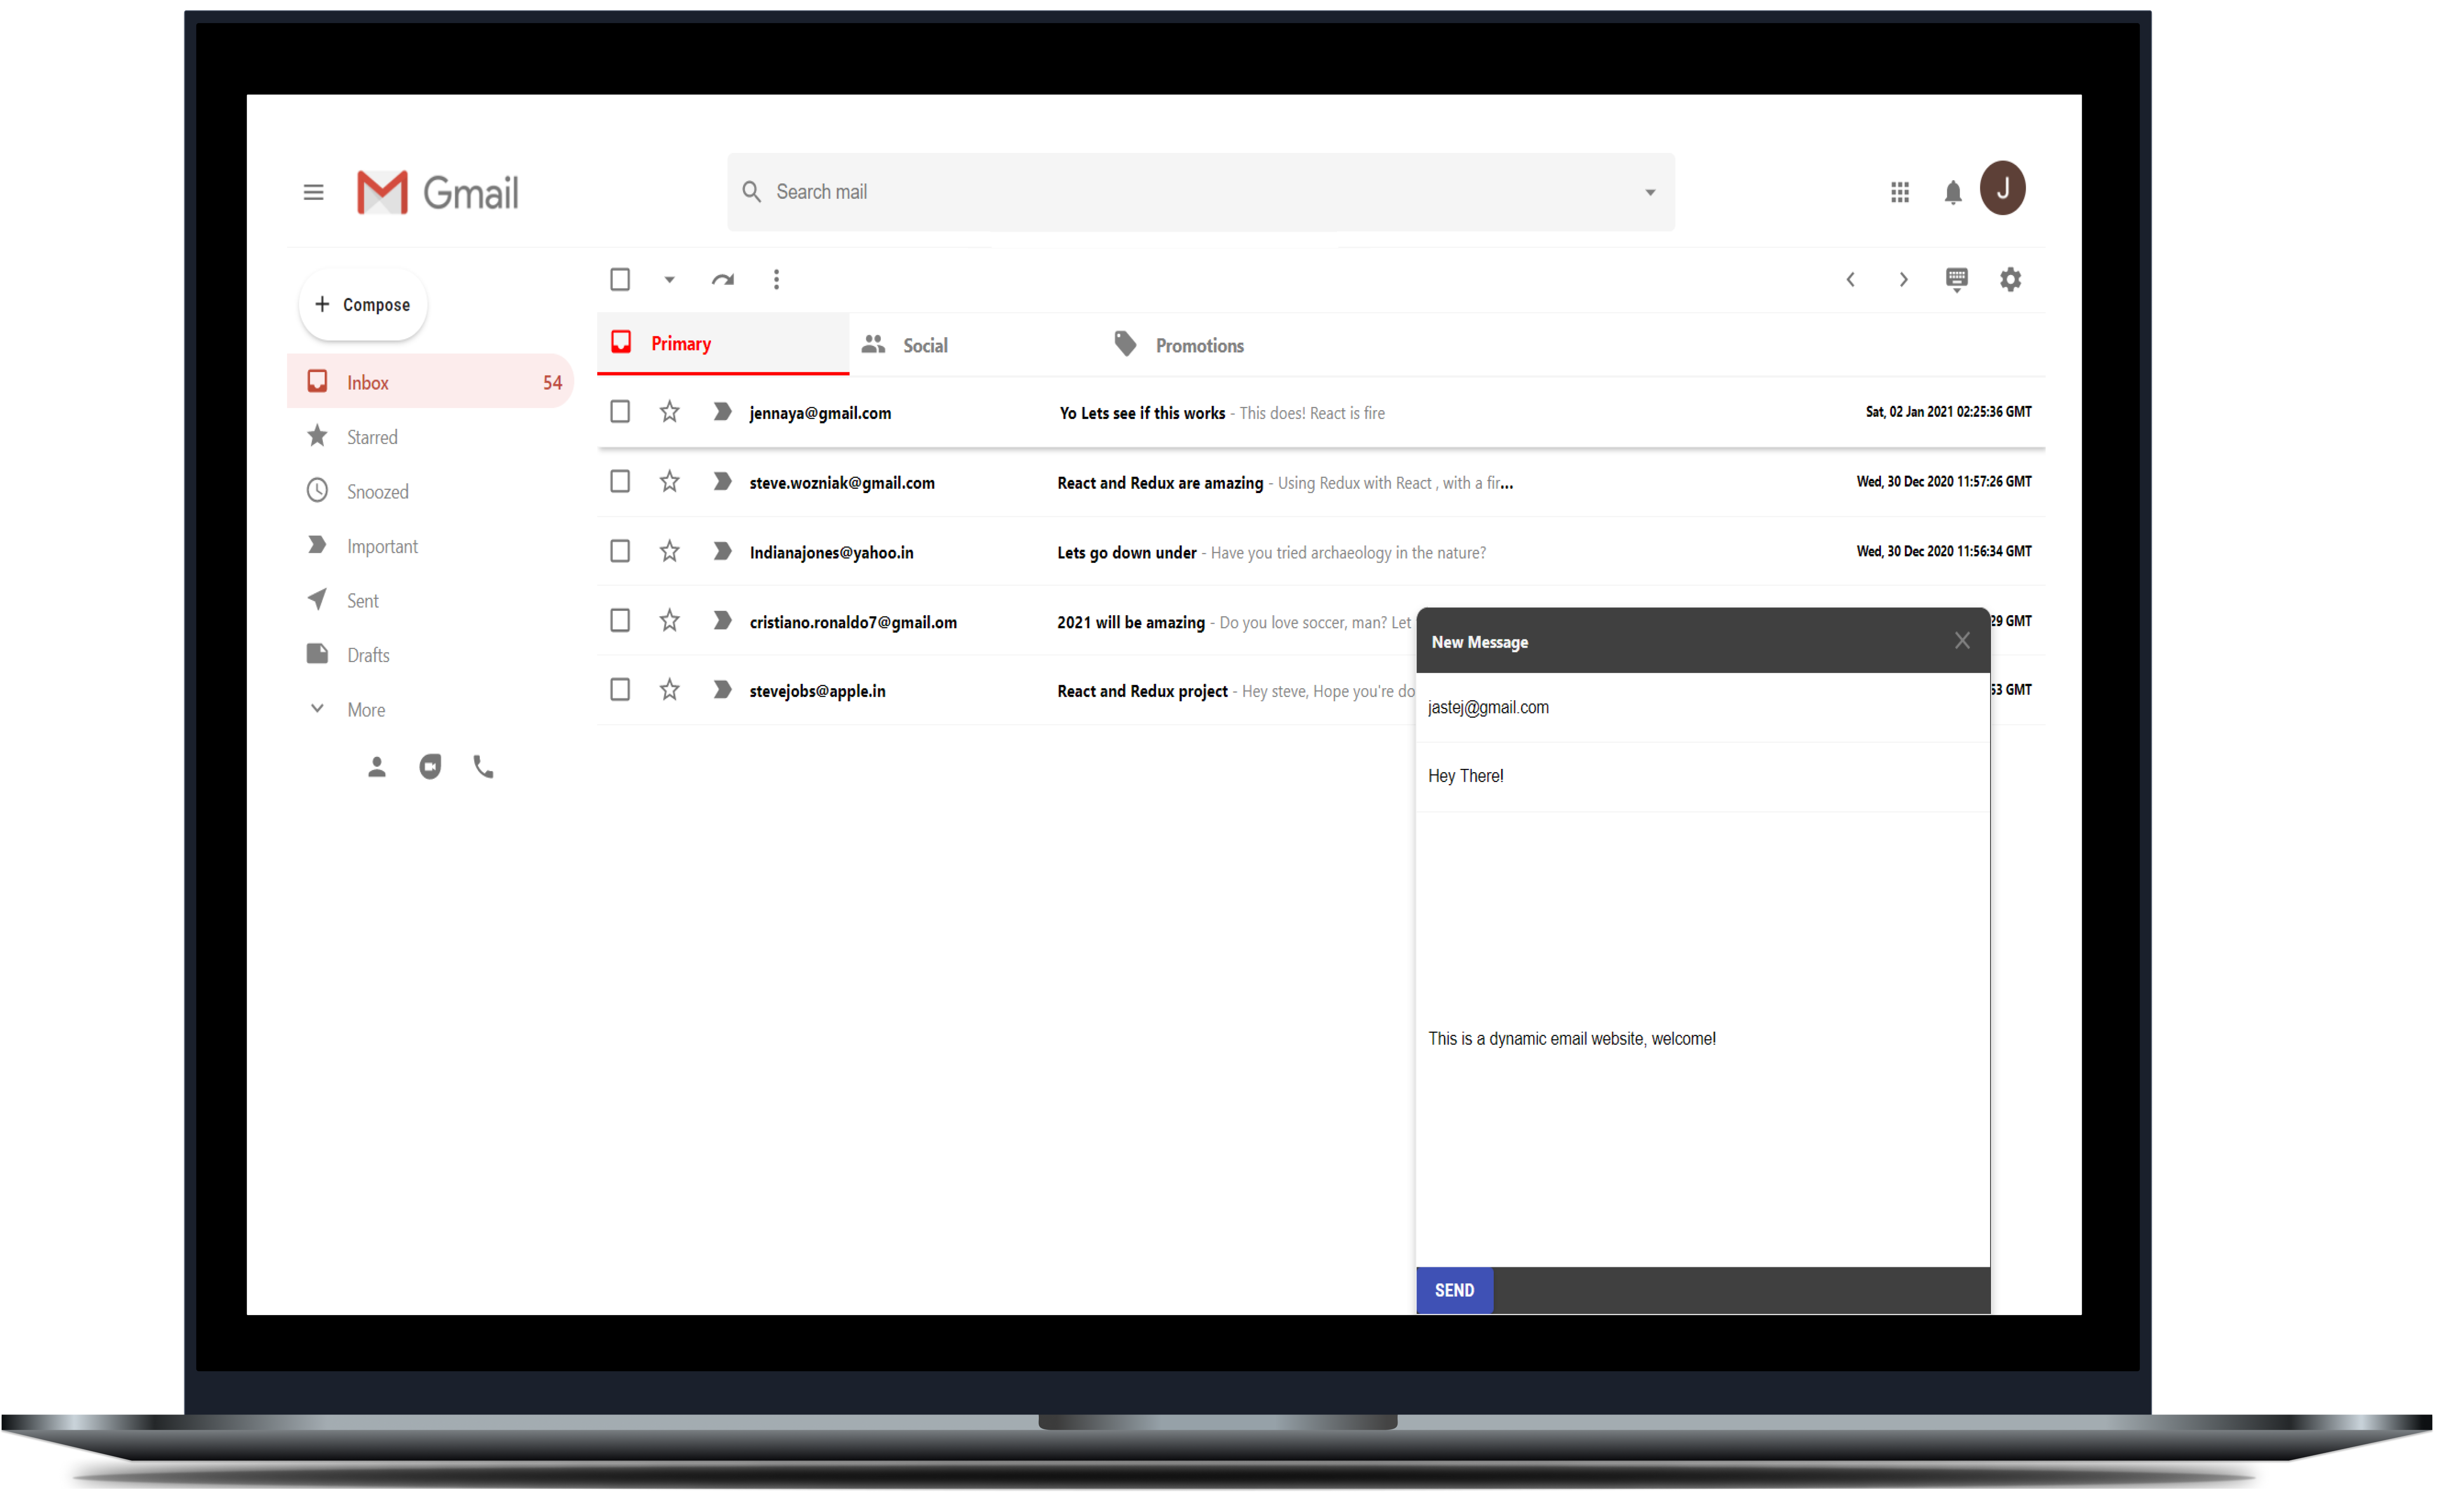 Gmail
Search mail
J
Compose
Primary
Social
Promotions
Inbox 54
Starred
Snoozed
Important
Sent
Drafts
More
jennaya@gmail.com Yo Lets see if this works - This does! React is fire Sat, 02 Jan 2021 02:25:36 GMT
steve.wozniak@gmail.com React and Redux are amazing - Using Redux with React , with a fir... Wed, 30 Dec 2020 11:57:26 GMT
Indianajones@yahoo.in Lets go down under - Have you tried archaeology in the nature? Wed, 30 Dec 2020 11:56:34 GMT
cristiano.ronaldo7@gmail.om 2021 will be amazing - Do you love soccer, man? Let 29 GMT
stevejobs@apple.in React and Redux project - Hey steve, Hope you're do 53 GMT
New Message
jastej@gmail.com
Hey There!
This is a dynamic email website, welcome!
SEND